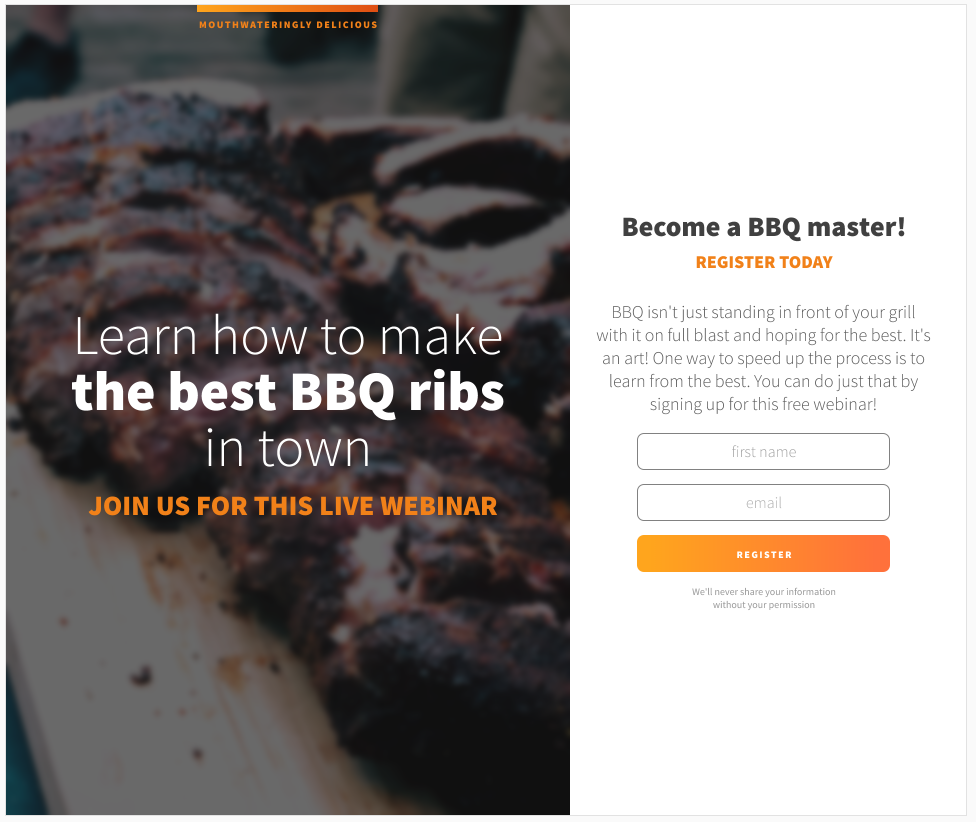 MOUTHWATERINGLY DELICIOUS
Learn how to make
the best BBQ ribs
in town
JOIN US FOR THIS LIVE WEBINAR
Become a BBQ master!
REGISTER TODAY
BBQ isn't just standing in front of your grill
with it on full blast and hoping for the best. It's
an art! One way to speed up the process is to
learn from the best. You can do just that by
signing up for this free webinar!
first name
email
REGISTER
We'll never share your information
without your permission